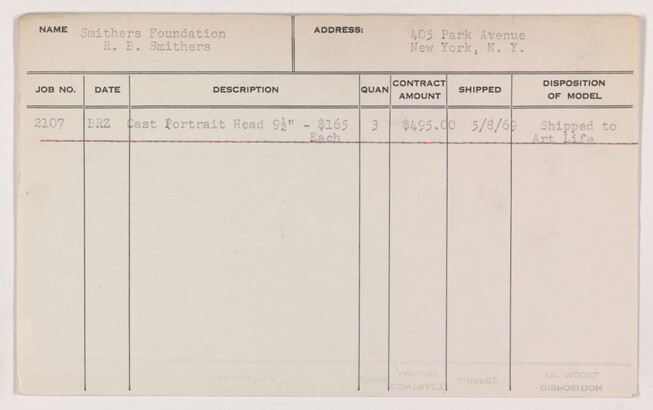 NAME Smithers Foundation ADDRESS: 405 Park Avenue
R. B. Smithers New York, N. Y.
JOB NO. DATE DESCRIPTION QUAN CONTRACT AMOUNT SHIPPED DISPOSITION OF MODEL
2107 BRZ Cast Portrait Head 9½" - $165 3 $495.00 5/8/69 Shipped to
Each Art Life